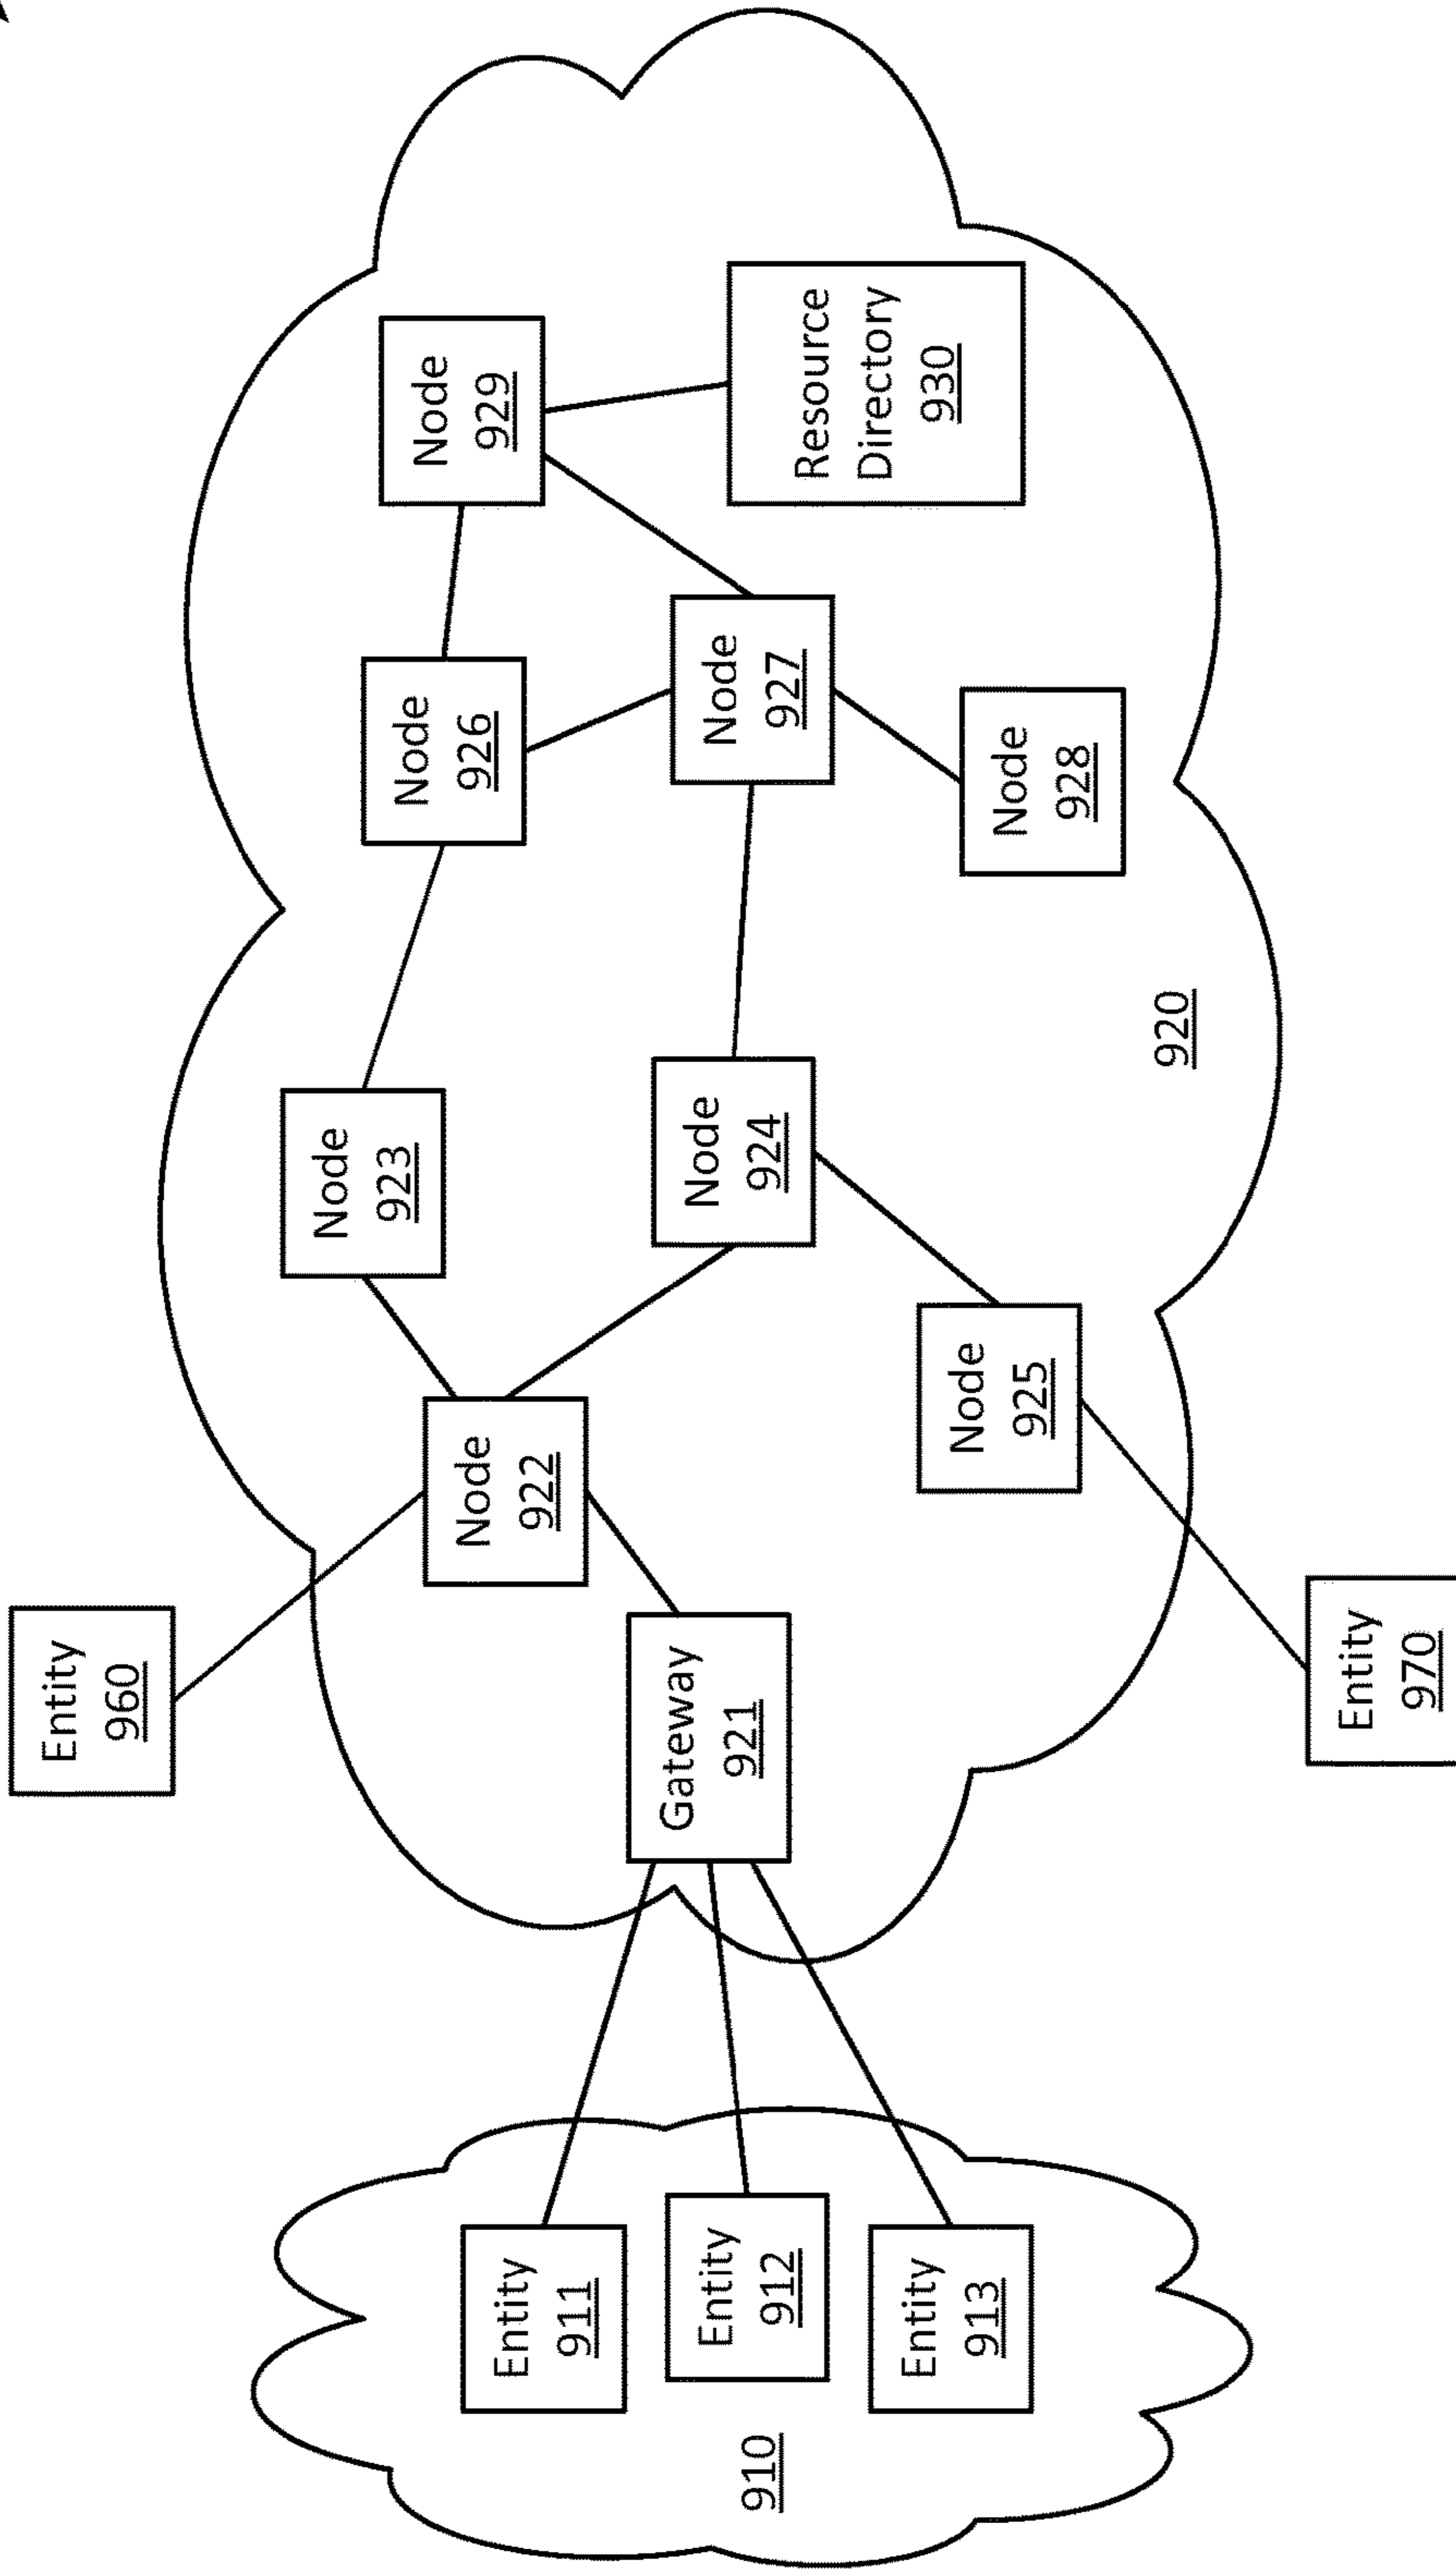 Entity
960
Node
922
Node
923
Node
926
Node
929
Gateway
921
Node
924
Node
927
Resource
Directory
930
Entity
911
Entity
912
Entity
913
910
Node
925
Node
928
920
Entity
970